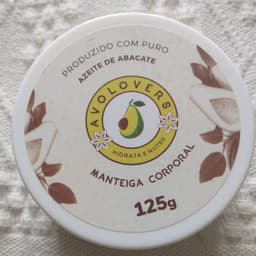 PRODUZIDO COM PURO
AZEITE DE ABACATE
AVOLOVERS
HIDRATA E NUTRE
MANTEIGA CORPORAL
125g